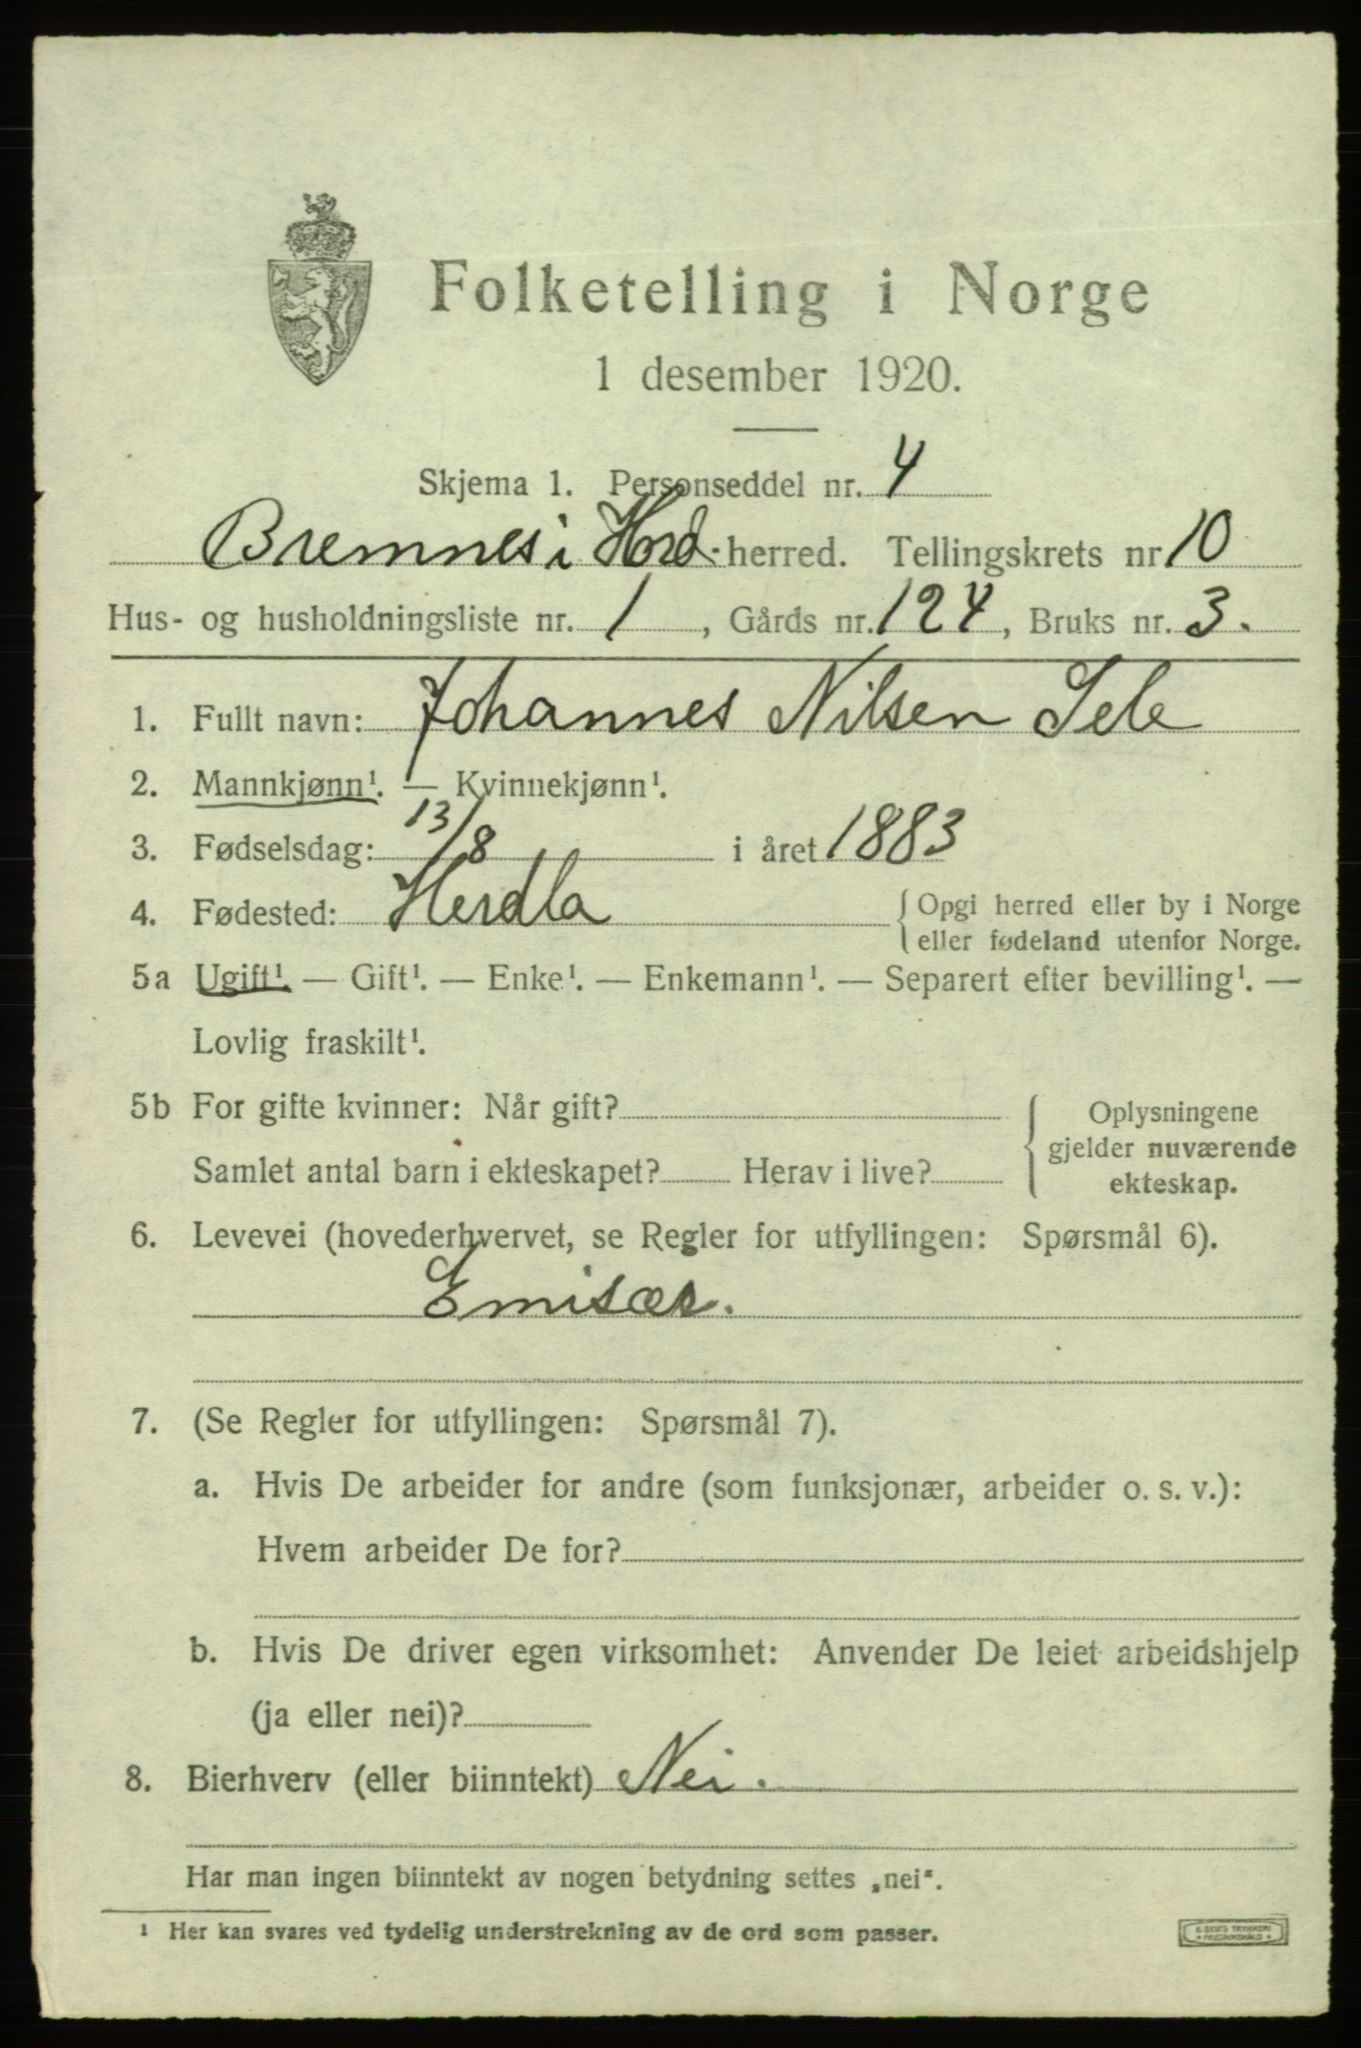 Folketelling i Norge
1 desember 1920.
Skjema 1. Personseddel nr. 4
Bremnes i Hord. herred. Tellingskrets nr 10
Hus- og husholdningsliste nr. 1, Gårds nr. 124, Bruks nr. 3.
1. Fullt navn: Johannes Nilsen Sele
2. Mannkjønn¹. — Kvinnekjønn¹.
3. Fødselsdag: 13/8 i året 1883
4. Fødested: Herdla { Opgi herred eller by i Norge
eller fødeland utenfor Norge.
5a Ugift¹. — Gift¹. — Enke¹. — Enkemann¹. — Separert efter bevilling¹. —
Lovlig fraskilt¹.
5b For gifte kvinner: Når gift?
Samlet antal barn i ekteskapet? Herav i live?
{ Oplysningene
gjelder nuværende
ekteskap.
6. Levevei (hovederhvervet, se Regler for utfyllingen: Spørsmål 6).
Emisær.
7. (Se Regler for utfyllingen: Spørsmål 7).
a. Hvis De arbeider for andre (som funksjonær, arbeider o. s. v.):
Hvem arbeider De for?
b. Hvis De driver egen virksomhet: Anvender De leiet arbeidshjelp
(ja eller nei)?
8. Bierhverv (eller biinntekt) Nei.
Har man ingen biinntekt av nogen betydning settes „nei“.
¹ Her kan svares ved tydelig understrekning av de ord som passer.